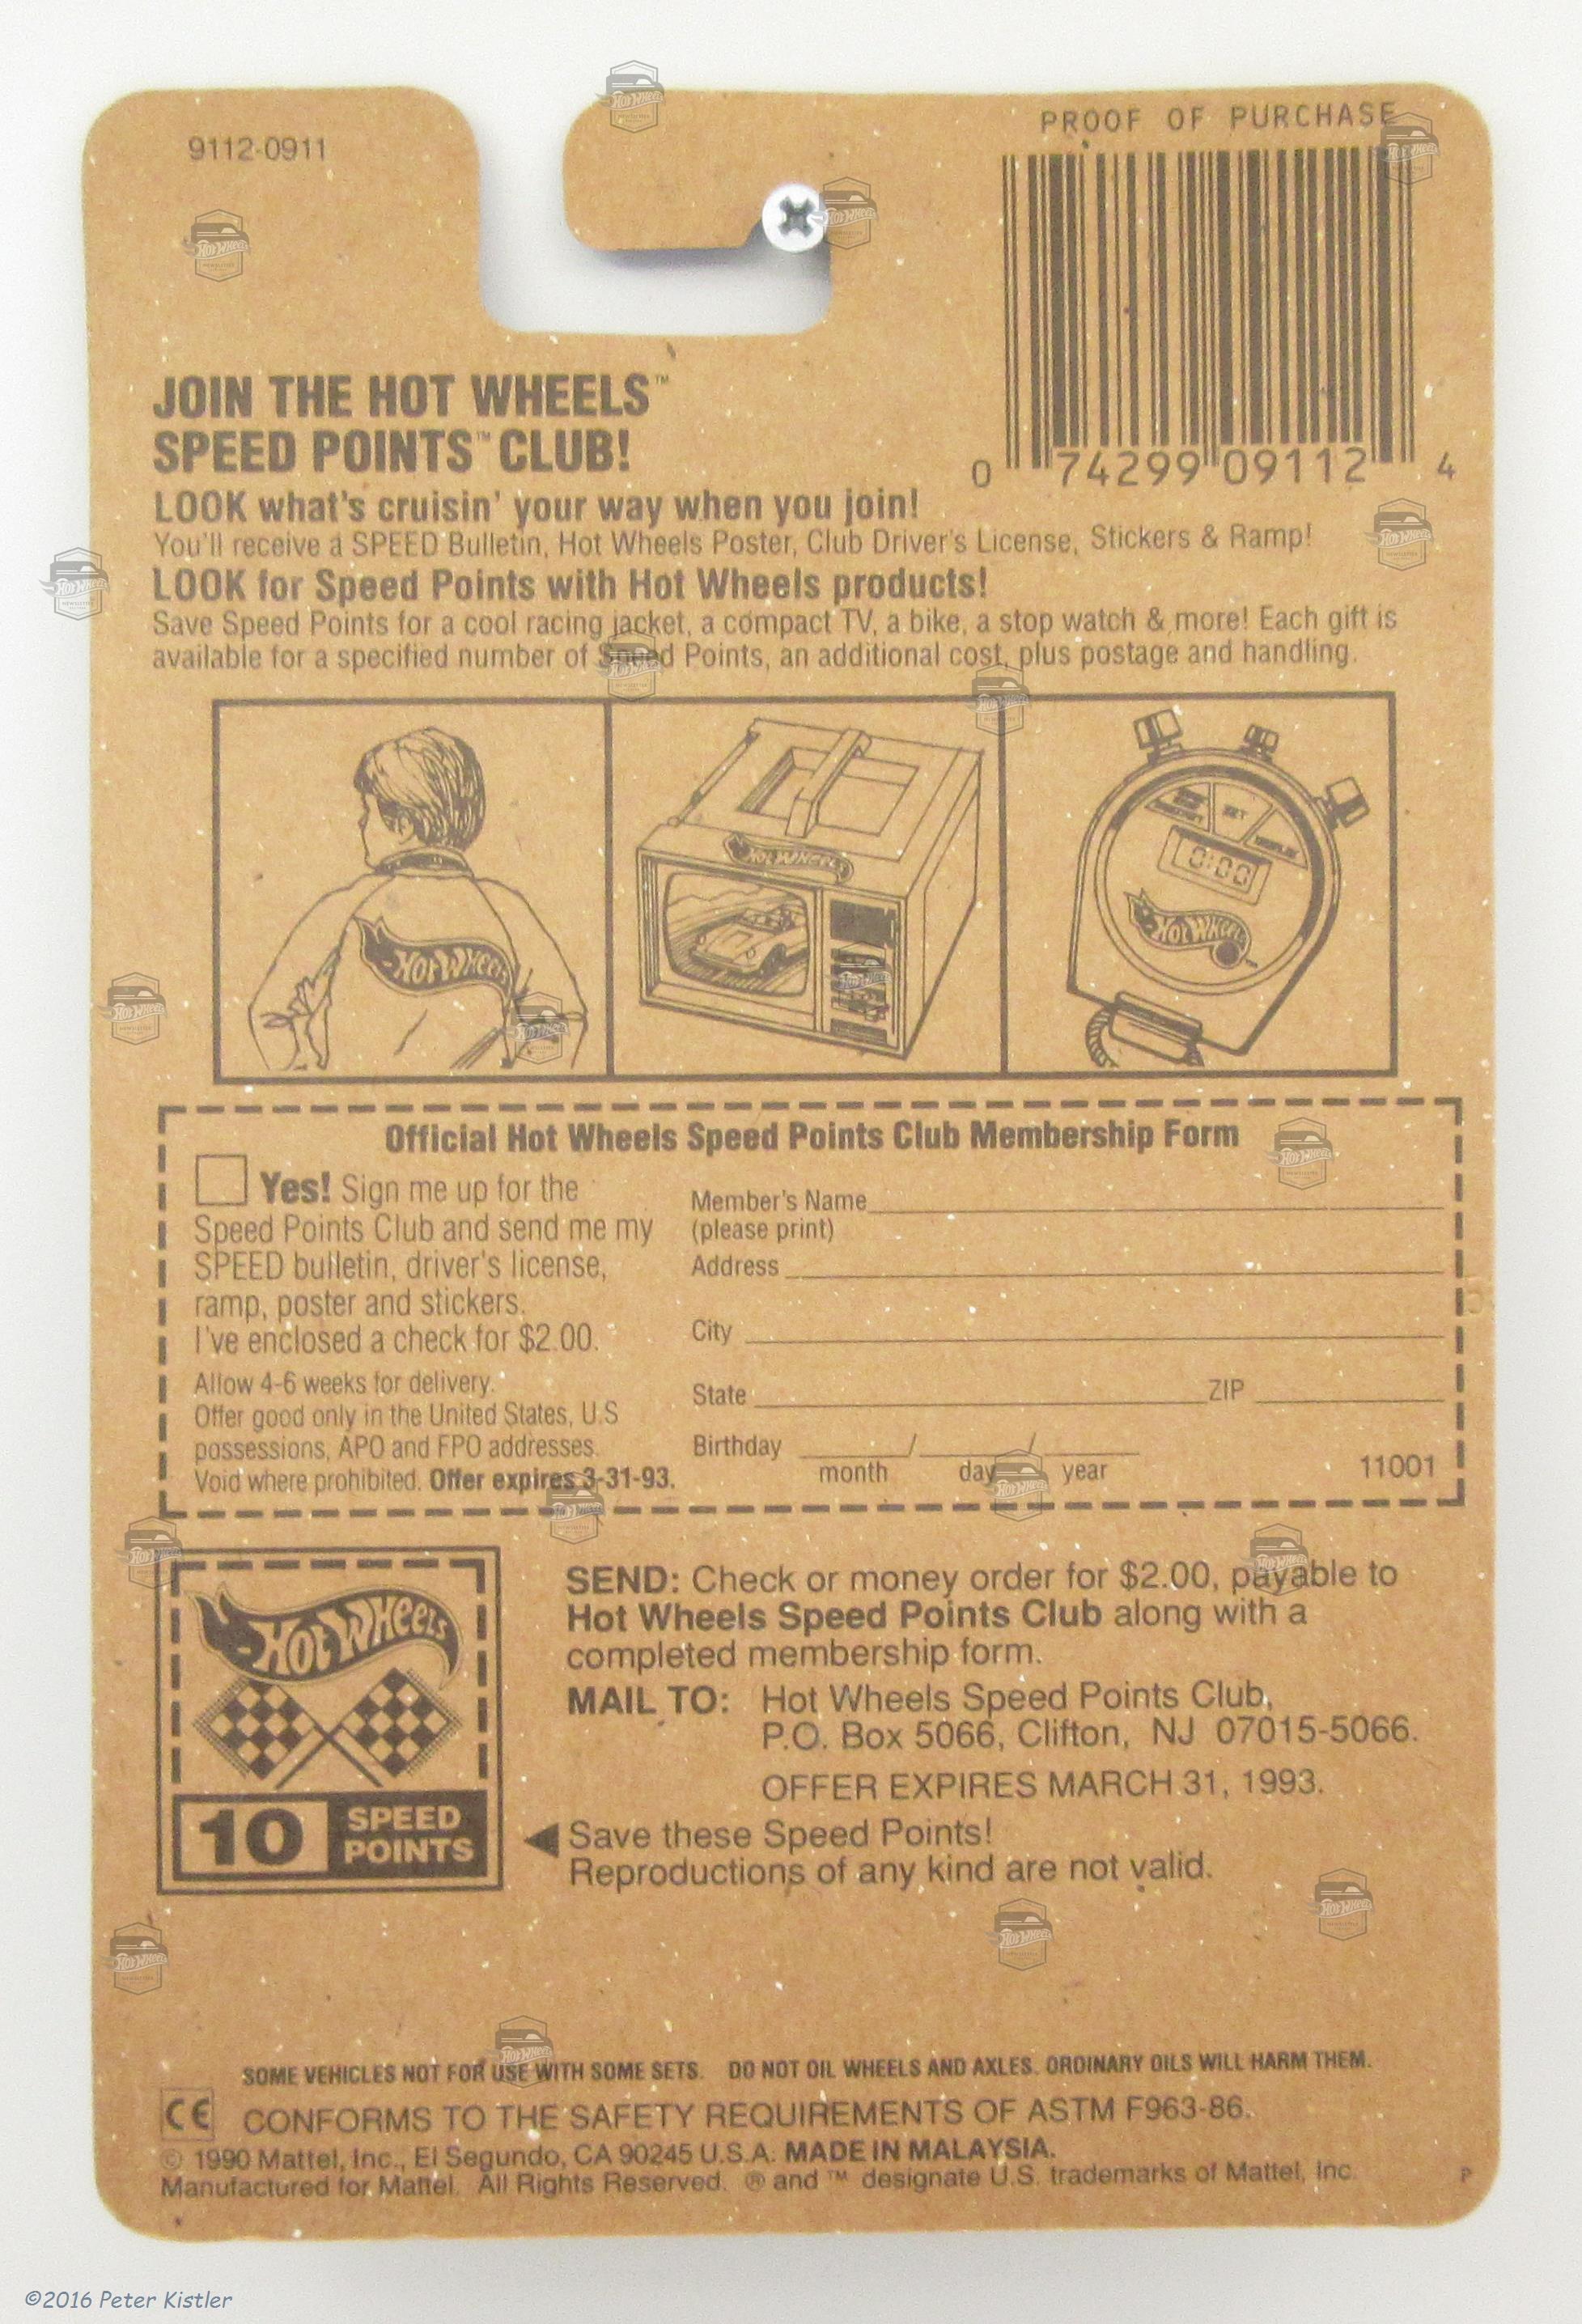 9112-0911
PROOF OF PURCHASE
0 74299 09112 4
JOIN THE HOT WHEELS™
SPEED POINTS™ CLUB!
LOOK what's cruisin' your way when you join!
You'll receive a SPEED Bulletin, Hot Wheels Poster, Club Driver's License, Stickers & Ramp!
LOOK for Speed Points with Hot Wheels products!
Save Speed Points for a cool racing jacket, a compact TV, a bike, a stop watch & more! Each gift is
available for a specified number of Speed Points, an additional cost, plus postage and handling.
HOT WHEELS
HOT WHEELS
SET
0:00
HOT WHEELS
Official Hot Wheels Speed Points Club Membership Form
Yes! Sign me up for the
Speed Points Club and send me my
SPEED bulletin, driver's license,
ramp, poster and stickers.
I've enclosed a check for $2.00.
Allow 4-6 weeks for delivery.
Offer good only in the United States, U.S
possessions, APO and FPO addresses.
Void where prohibited. Offer expires 3-31-93.
Member's Name
(please print)
Address
City
State ZIP
Birthday / /
month day year
11001
HOT WHEELS
10 SPEED
POINTS
SEND: Check or money order for $2.00, payable to
Hot Wheels Speed Points Club along with a
completed membership form.
MAIL TO: Hot Wheels Speed Points Club,
P.O. Box 5066, Clifton, NJ 07015-5066.
OFFER EXPIRES MARCH 31, 1993.
Save these Speed Points!
Reproductions of any kind are not valid.
SOME VEHICLES NOT FOR USE WITH SOME SETS. DO NOT OIL WHEELS AND AXLES. ORDINARY OILS WILL HARM THEM.
CE CONFORMS TO THE SAFETY REQUIREMENTS OF ASTM F963-86.
© 1990 Mattel, Inc., El Segundo, CA 90245 U.S.A. MADE IN MALAYSIA.
Manufactured for Mattel. All Rights Reserved. ® and ™ designate U.S. trademarks of Mattel, Inc. P
©2016 Peter Kistler